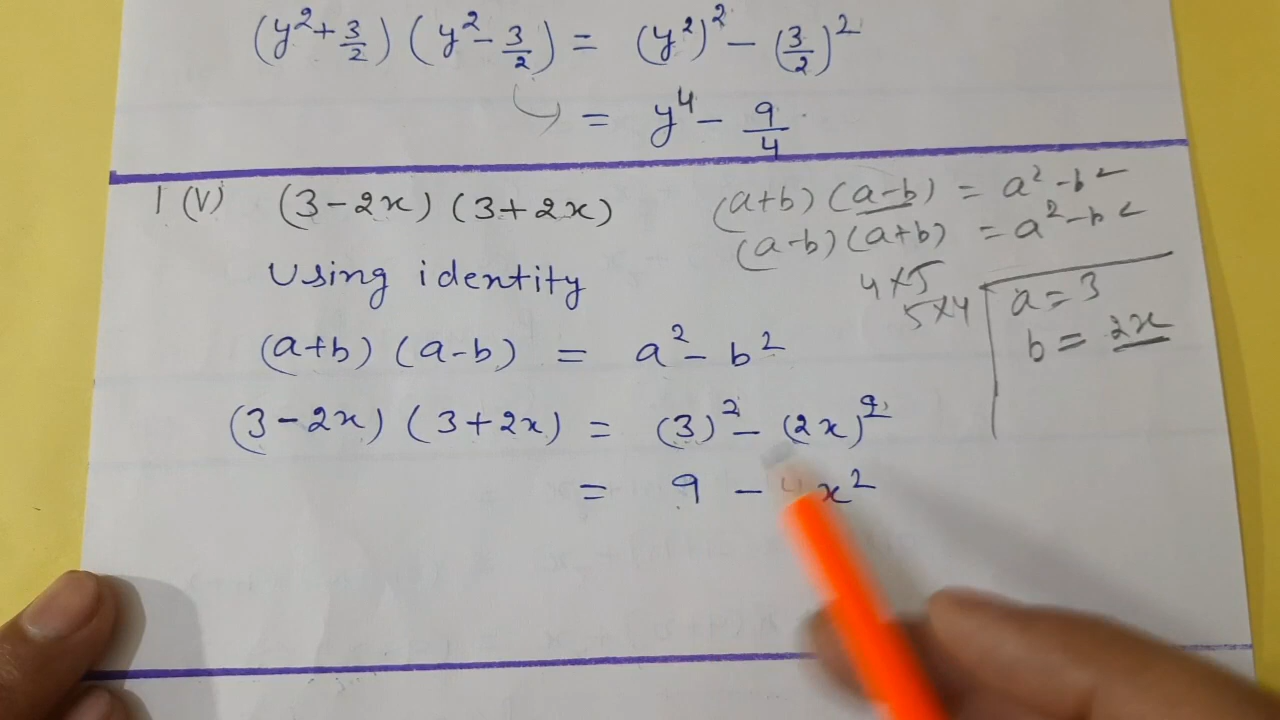 (y²+3/2) (y²-3/2) = (y²)² - (3/2)²
= y⁴ - 9/4
1 (V) (3-2x) (3+2x)
(a+b) (a-b) = a²-b²
(a-b) (a+b) = a²-b²
Using identity
4×5
5×4
a=3
b=2x
(a+b) (a-b) = a²-b²
(3-2x) (3+2x) = (3)² - (2x)²
= 9 - 4x²